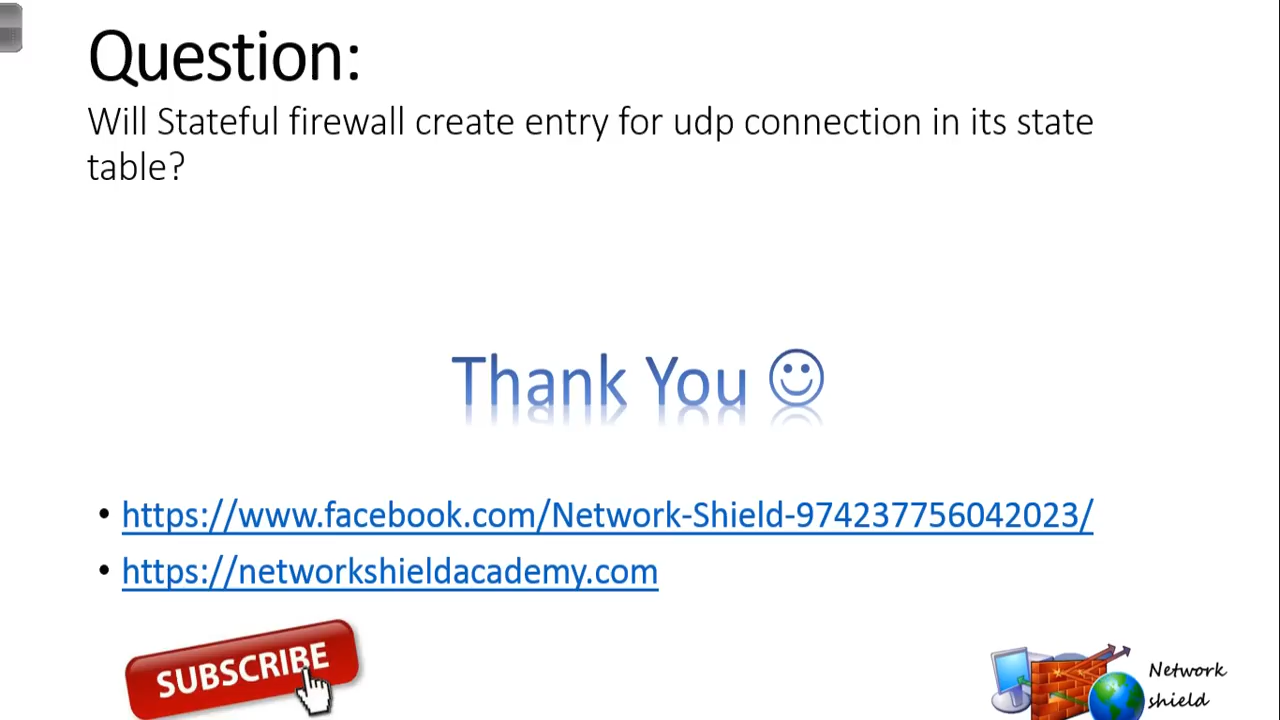 Question:
Will Stateful firewall create entry for udp connection in its state
table?
Thank You ☺
• https://www.facebook.com/Network-Shield-974237756042023/
• https://networkshieldacademy.com
SUBSCRIBE
Network
shield